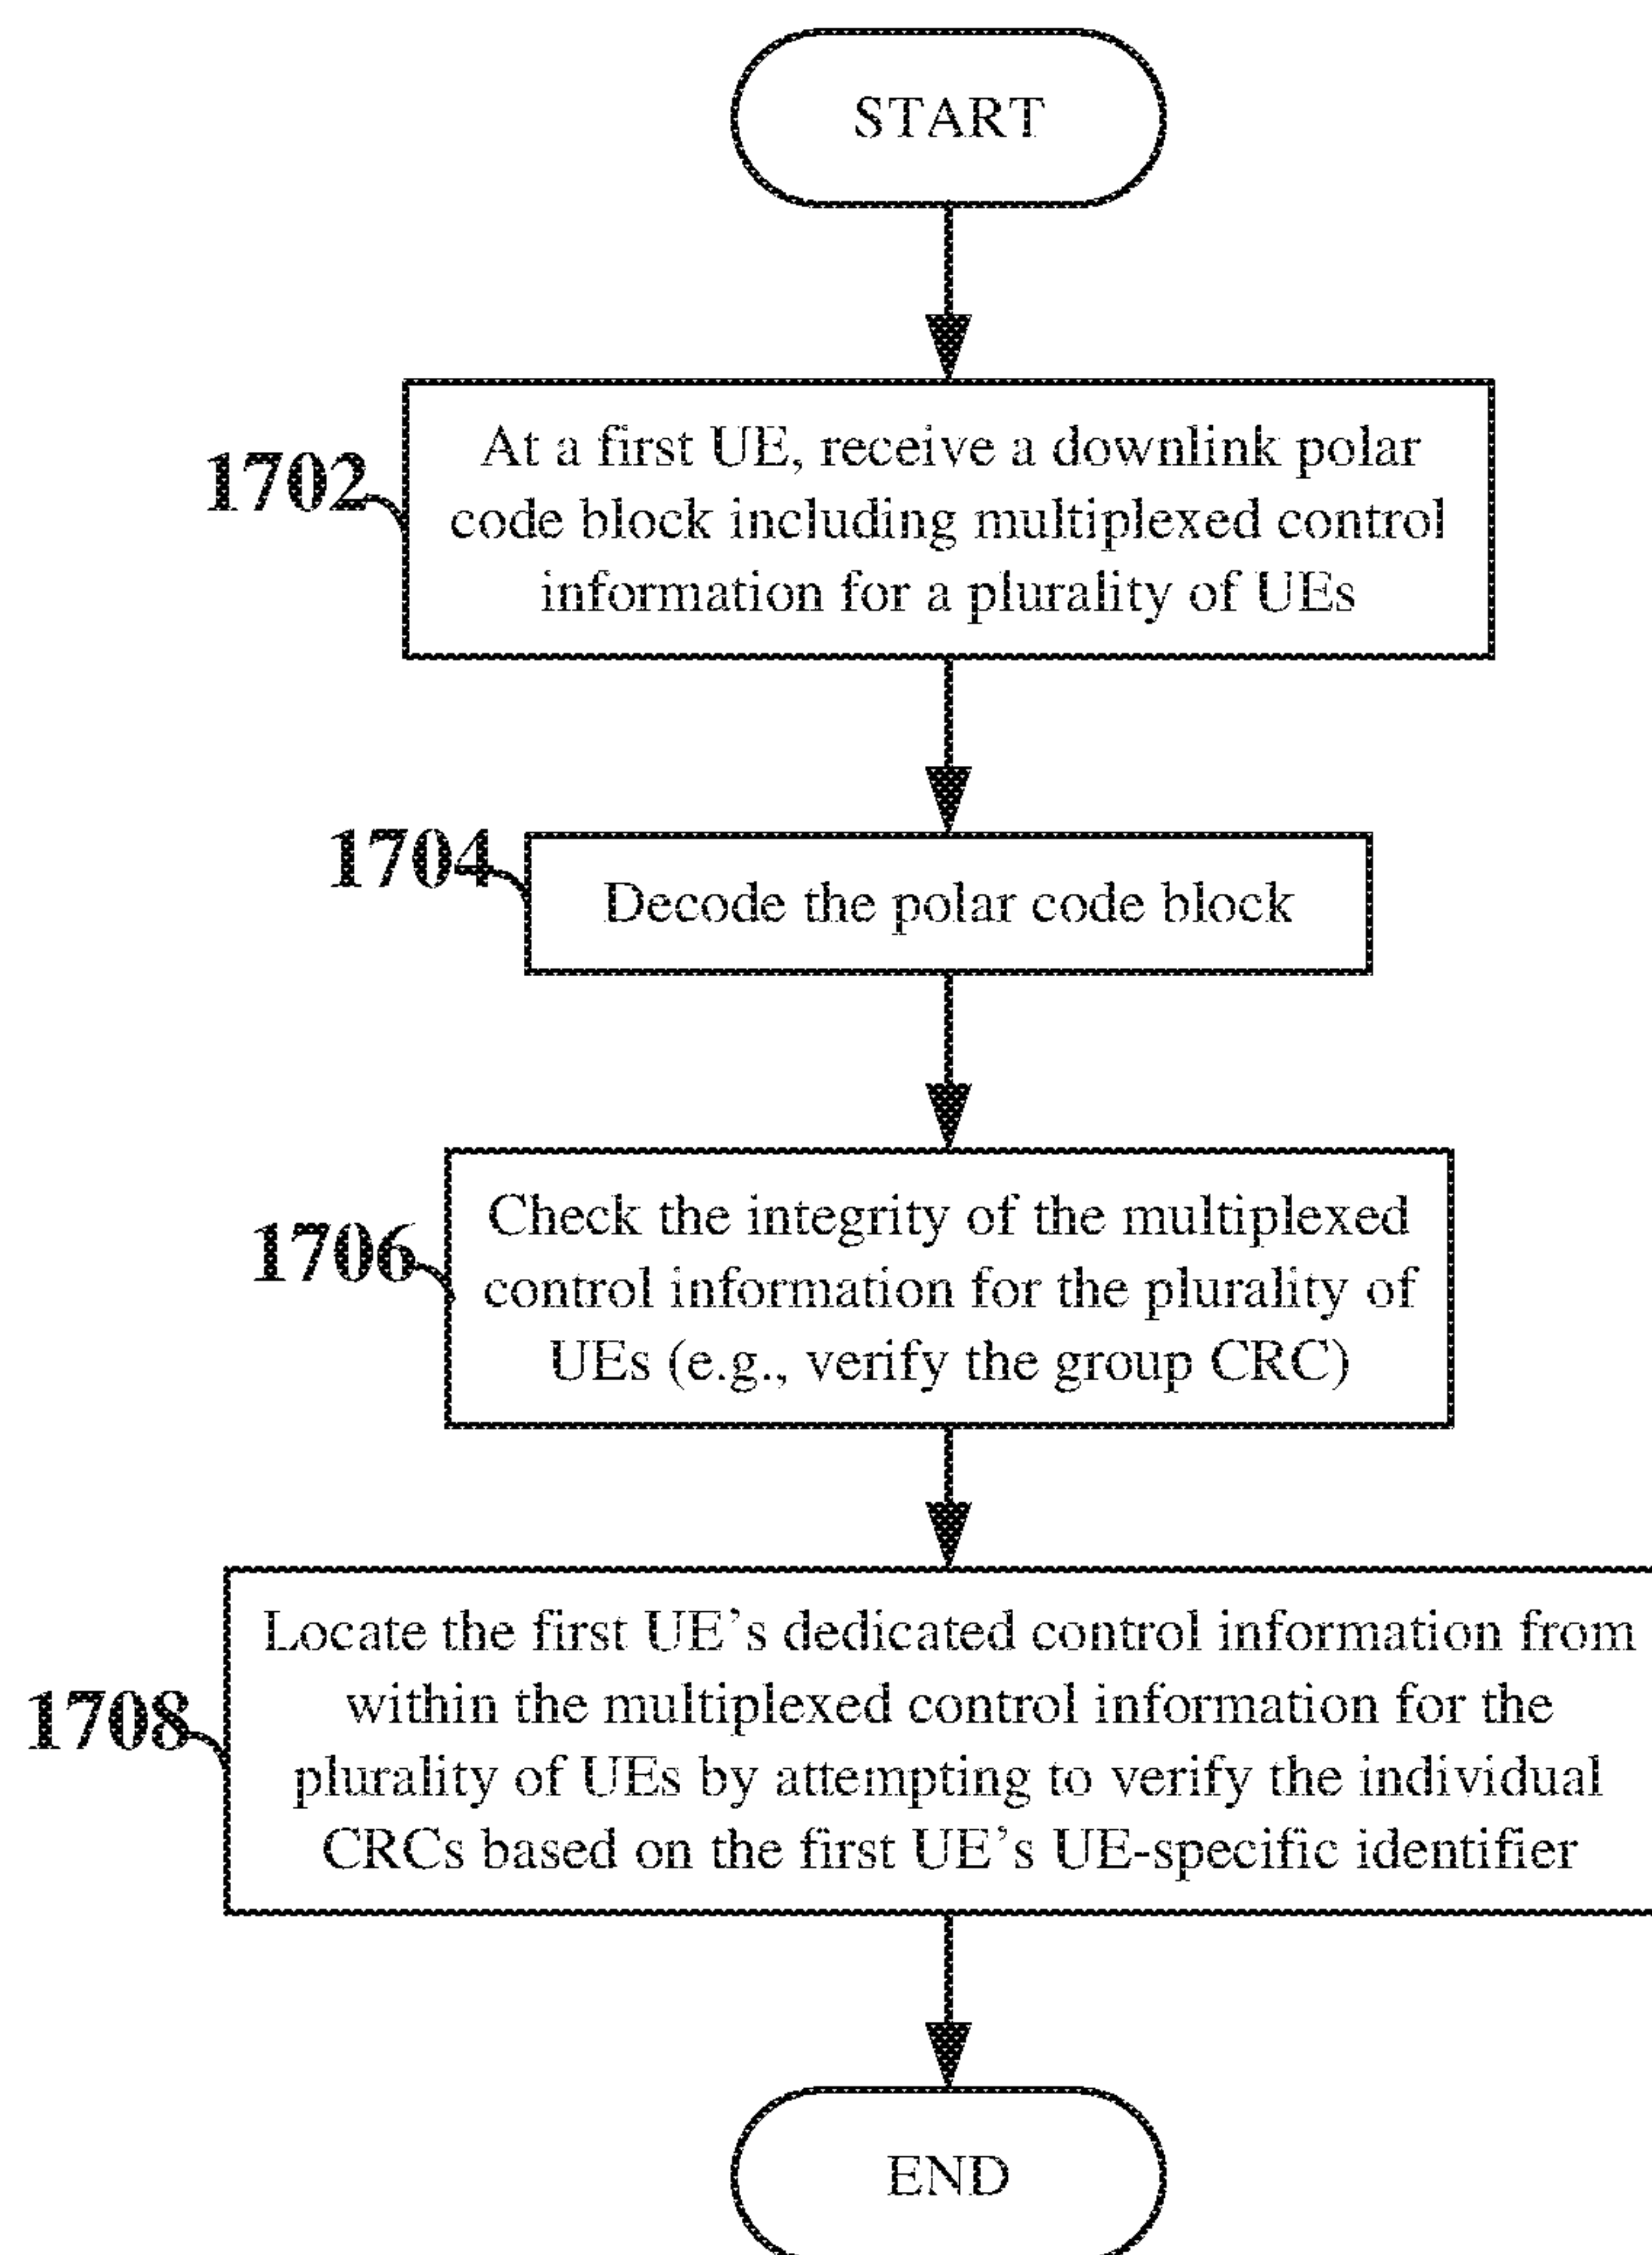 START
1702
At a first UE, receive a downlink polar
code block including multiplexed control
information for a plurality of UEs
1704
Decode the polar code block
1706
Check the integrity of the multiplexed
control information for the plurality of
UEs (e.g., verify the group CRC)
1708
Locate the first UE’s dedicated control information from
within the multiplexed control information for the
plurality of UEs by attempting to verify the individual
CRCs based on the first UE’s UE-specific identifier
END